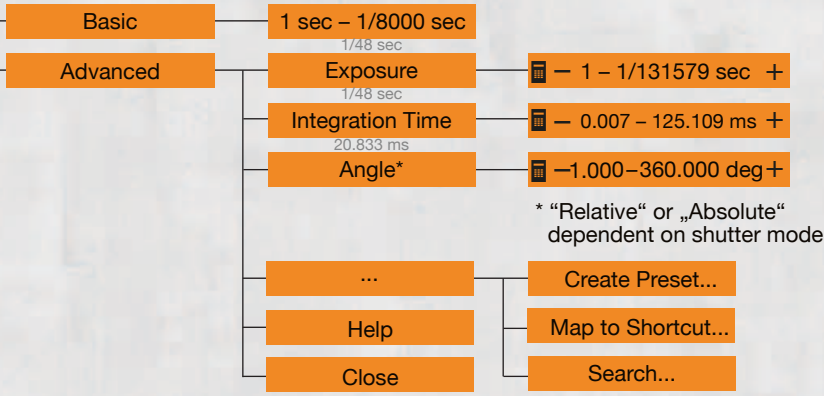 Basic
1 sec – 1/8000 sec
1/48 sec
Advanced
Exposure
– 1 – 1/131579 sec +
1/48 sec
Integration Time
– 0.007 – 125.109 ms +
20.833 ms
Angle*
–1.000–360.000 deg+
* “Relative“ or „Absolute“
dependent on shutter mode
...
Create Preset...
Help
Map to Shortcut...
Close
Search...